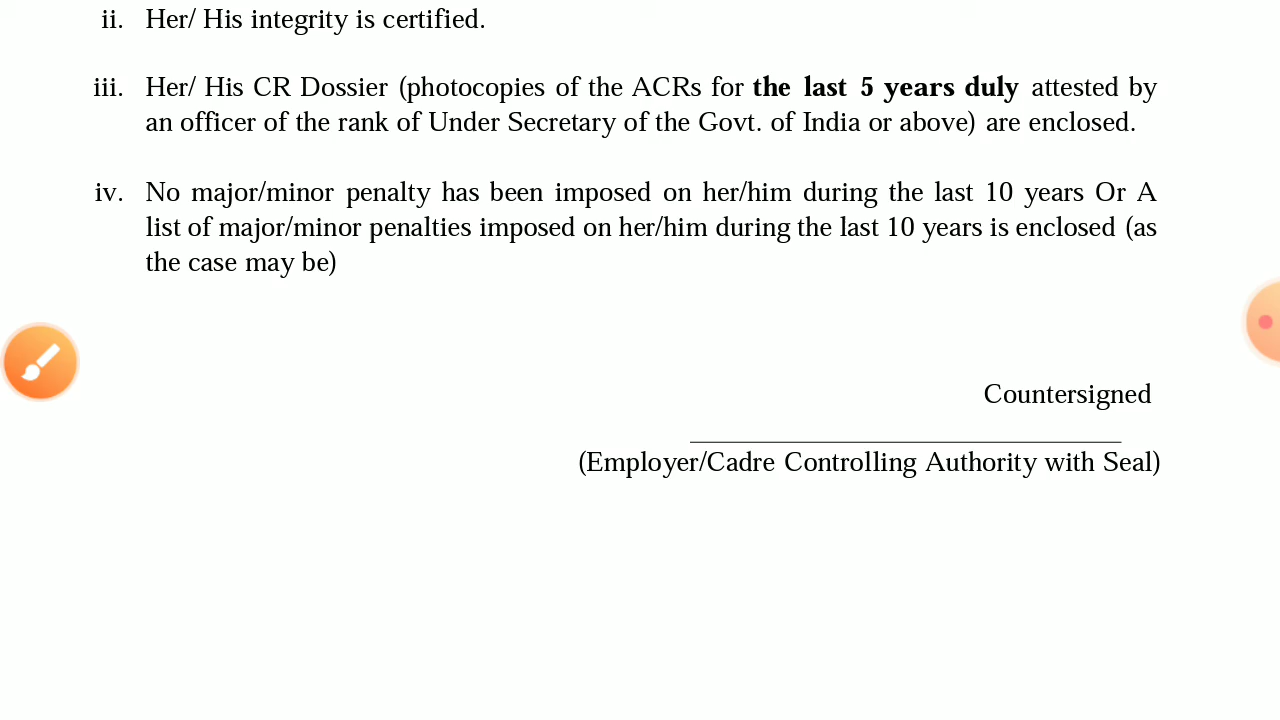 ii. Her/ His integrity is certified.
iii. Her/ His CR Dossier (photocopies of the ACRs for the last 5 years duly attested by
an officer of the rank of Under Secretary of the Govt. of India or above) are enclosed.
iv. No major/minor penalty has been imposed on her/him during the last 10 years Or A
list of major/minor penalties imposed on her/him during the last 10 years is enclosed (as
the case may be)
Countersigned
(Employer/Cadre Controlling Authority with Seal)